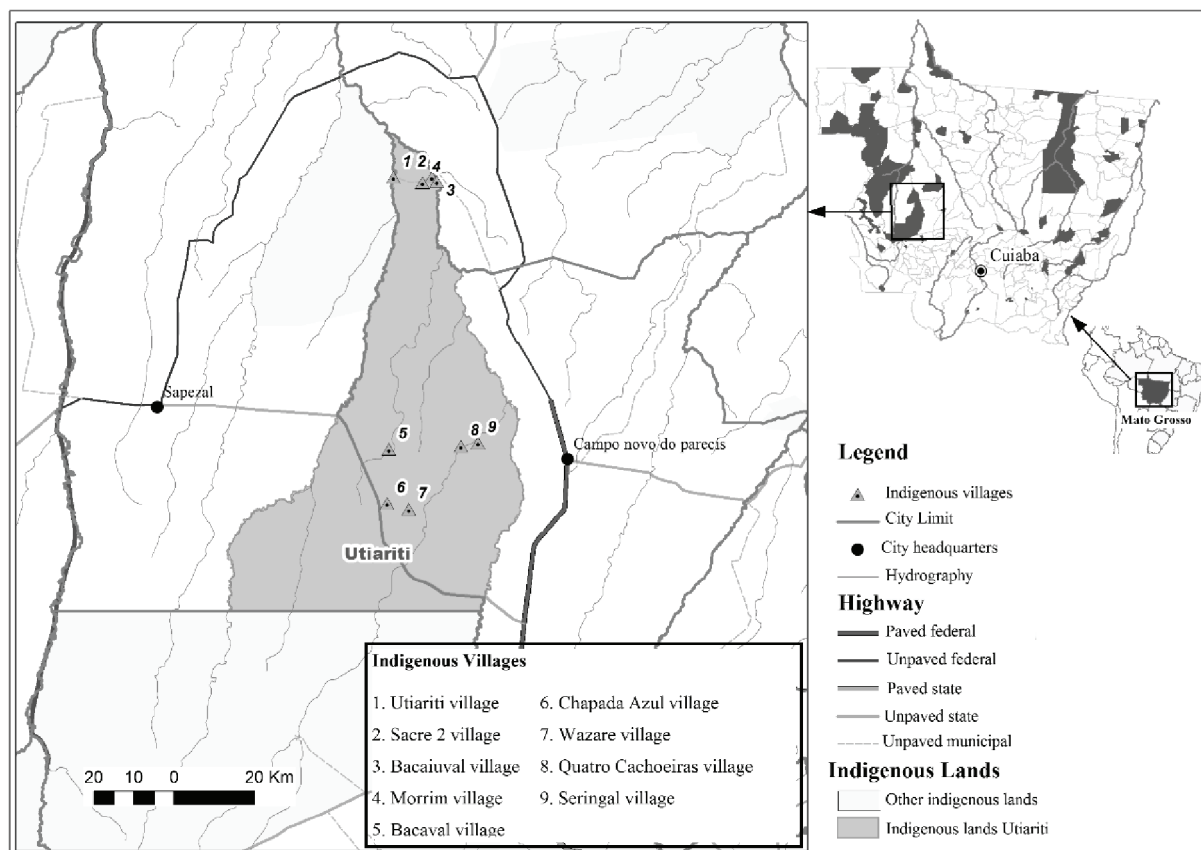 1 2 4
3
Sapezal
5
8 9
Campo novo do parecis
6 7
Utiariti
20 10 0 20 Km
Indigenous Villages
1. Utiariti village
2. Sacre 2 village
3. Bacaiuval village
4. Morrim village
5. Bacaval village
6. Chapada Azul village
7. Wazare village
8. Quatro Cachoeiras village
9. Seringal village
Cuiaba
Mato Grosso
Legend
Indigenous villages
City Limit
City headquarters
Hydrography
Highway
Paved federal
Unpaved federal
Paved state
Unpaved state
Unpaved municipal
Indigenous Lands
Other indigenous lands
Indigenous lands Utiariti